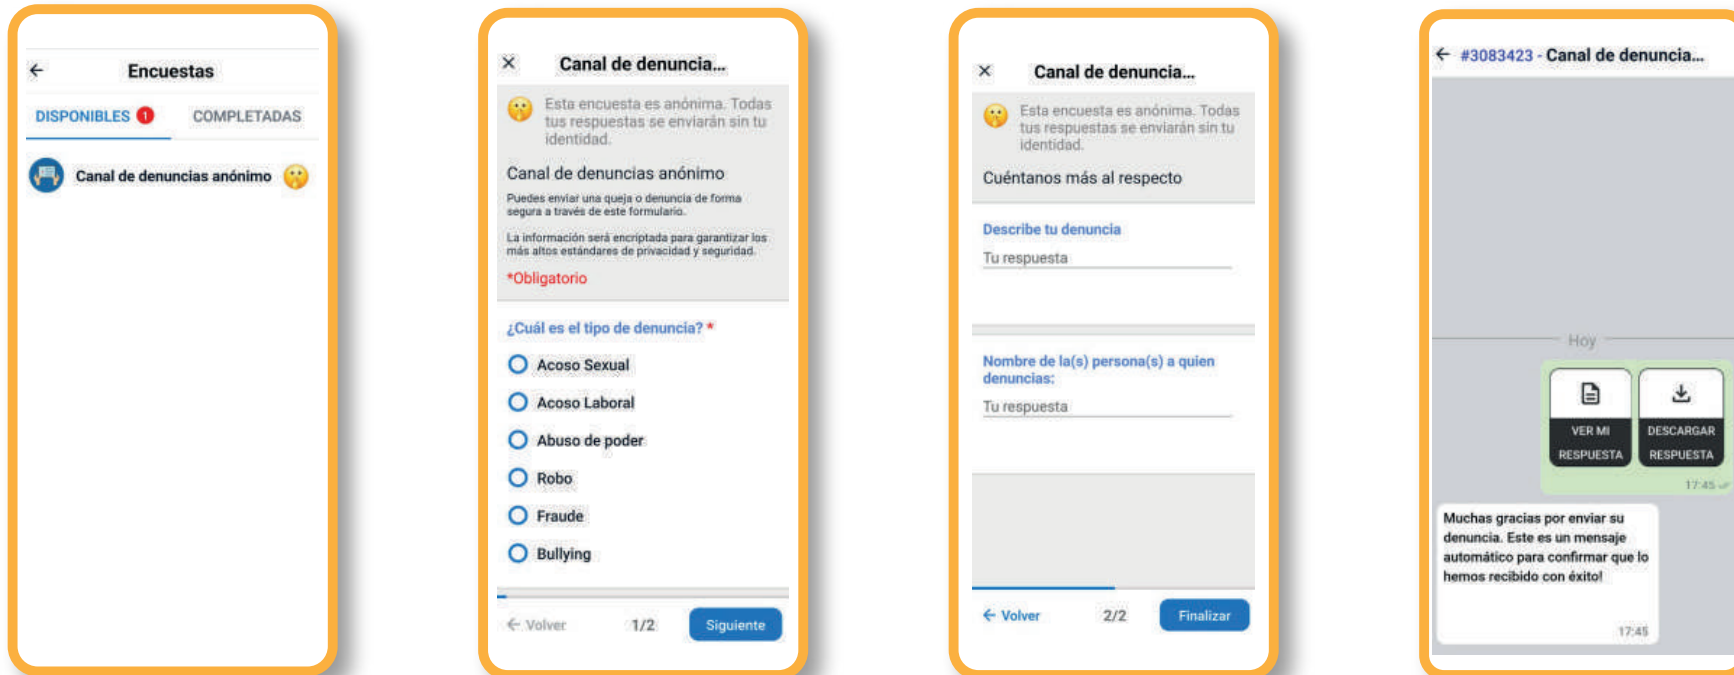 Encuestas
DISPONIBLES 1
COMPLETADAS
Canal de denuncias anónimo
Canal de denuncia...
Esta encuesta es anónima. Todas
tus respuestas se enviarán sin tu
identidad.
Canal de denuncias anónimo
Puedes enviar una queja o denuncia de forma
segura a través de este formulario.
La información será encriptada para garantizar los
más altos estándares de privacidad y seguridad.
*Obligatorio
¿Cuál es el tipo de denuncia? *
Acoso Sexual
Acoso Laboral
Abuso de poder
Robo
Fraude
Bullying
Volver
1/2
Siguiente
Canal de denuncia...
Esta encuesta es anónima. Todas
tus respuestas se enviarán sin tu
identidad.
Cuéntanos más al respecto
Describe tu denuncia
Tu respuesta
Nombre de la(s) persona(s) a quien
denuncias:
Tu respuesta
Volver
2/2
Finalizar
#3083423 - Canal de denuncia...
Hoy
VER MI
RESPUESTA
DESCARGAR
RESPUESTA
17:45
Muchas gracias por enviar su
denuncia. Este es un mensaje
automático para confirmar que lo
hemos recibido con éxito!
17:45